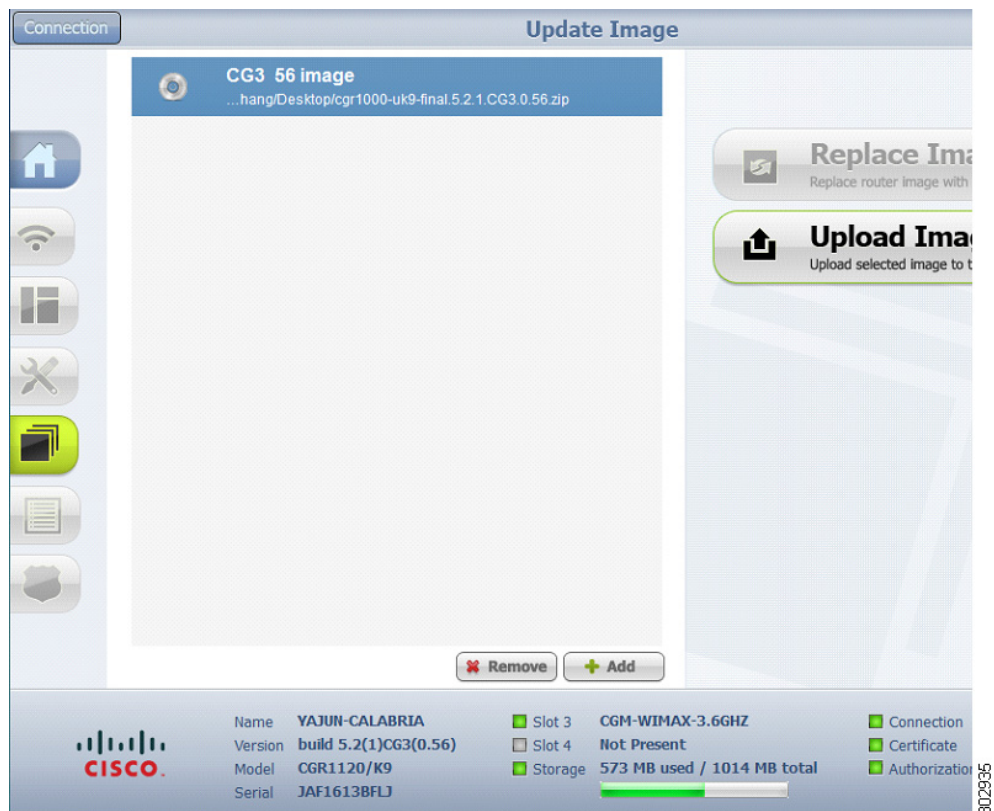 Connection
Update Image
CG3 56 image
...hang/Desktop/cgr1000-uk9-final.5.2.1.CG3.0.56.zip
Replace Ima
Replace router image with
Upload Imag
Upload selected image to t
Remove
Add
Name YAJUN-CALABRIA
Version build 5.2(1)CG3(0.56)
Model CGR1120/K9
Serial JAF1613BFLJ
Slot 3 CGM-WIMAX-3.6GHZ
Slot 4 Not Present
Storage 573 MB used / 1014 MB total
Connection
Certificate
Authorization
CISCO.
302935